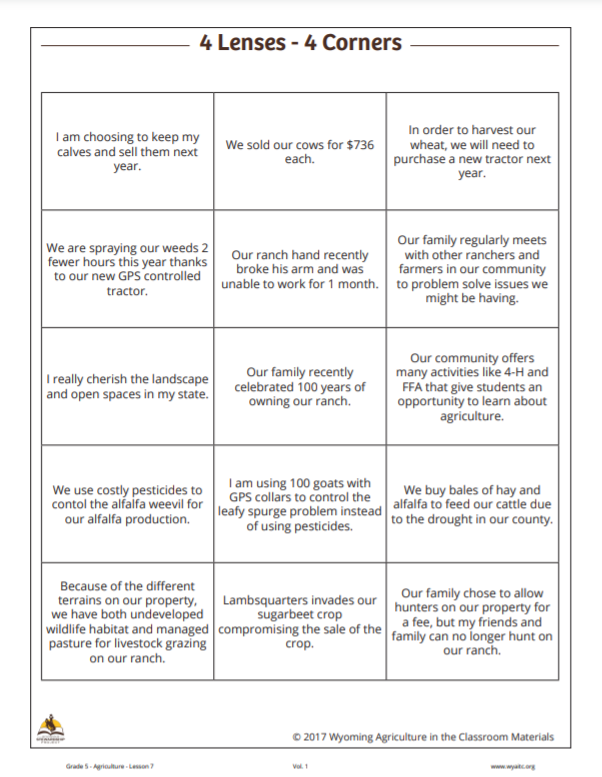 4 Lenses - 4 Corners
I am choosing to keep my
calves and sell them next
year.
We sold our cows for $736
each.
In order to harvest our
wheat, we will need to
purchase a new tractor next
year.
We are spraying our weeds 2
fewer hours this year thanks
to our new GPS controlled
tractor.
Our ranch hand recently
broke his arm and was
unable to work for 1 month.
Our family regularly meets
with other ranchers and
farmers in our community
to problem solve issues we
might be having.
I really cherish the landscape
and open spaces in my state.
Our family recently
celebrated 100 years of
owning our ranch.
Our community offers
many activities like 4-H and
FFA that give students an
opportunity to learn about
agriculture.
We use costly pesticides to
contol the alfalfa weevil for
our alfalfa production.
I am using 100 goats with
GPS collars to control the
leafy spurge problem instead
of using pesticides.
We buy bales of hay and
alfalfa to feed our cattle due
to the drought in our county.
Because of the different
terrains on our property,
we have both undeveloped
wildlife habitat and managed
pasture for livestock grazing
on our ranch.
Lambsquarters invades our
sugarbeet crop
compromising the sale of the
crop.
Our family chose to allow
hunters on our property for
a fee, but my friends and
family can no longer hunt on
our ranch.
© 2017 Wyoming Agriculture in the Classroom Materials
Grade 5 - Agriculture - Lesson 7
Vol. 1
www.wyaitc.org